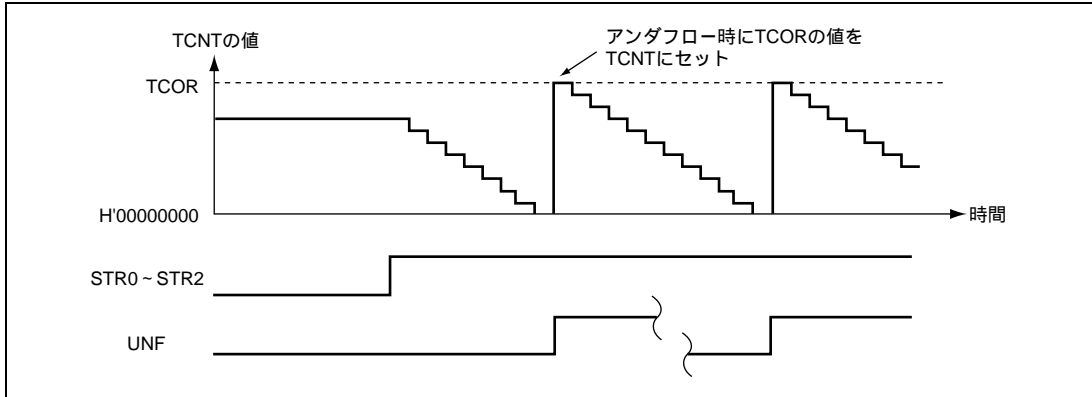 TCNTの値
アンダフロー時にTCORの値を
TCNTにセット
TCOR
H'00000000
時間
STR0~STR2
UNF